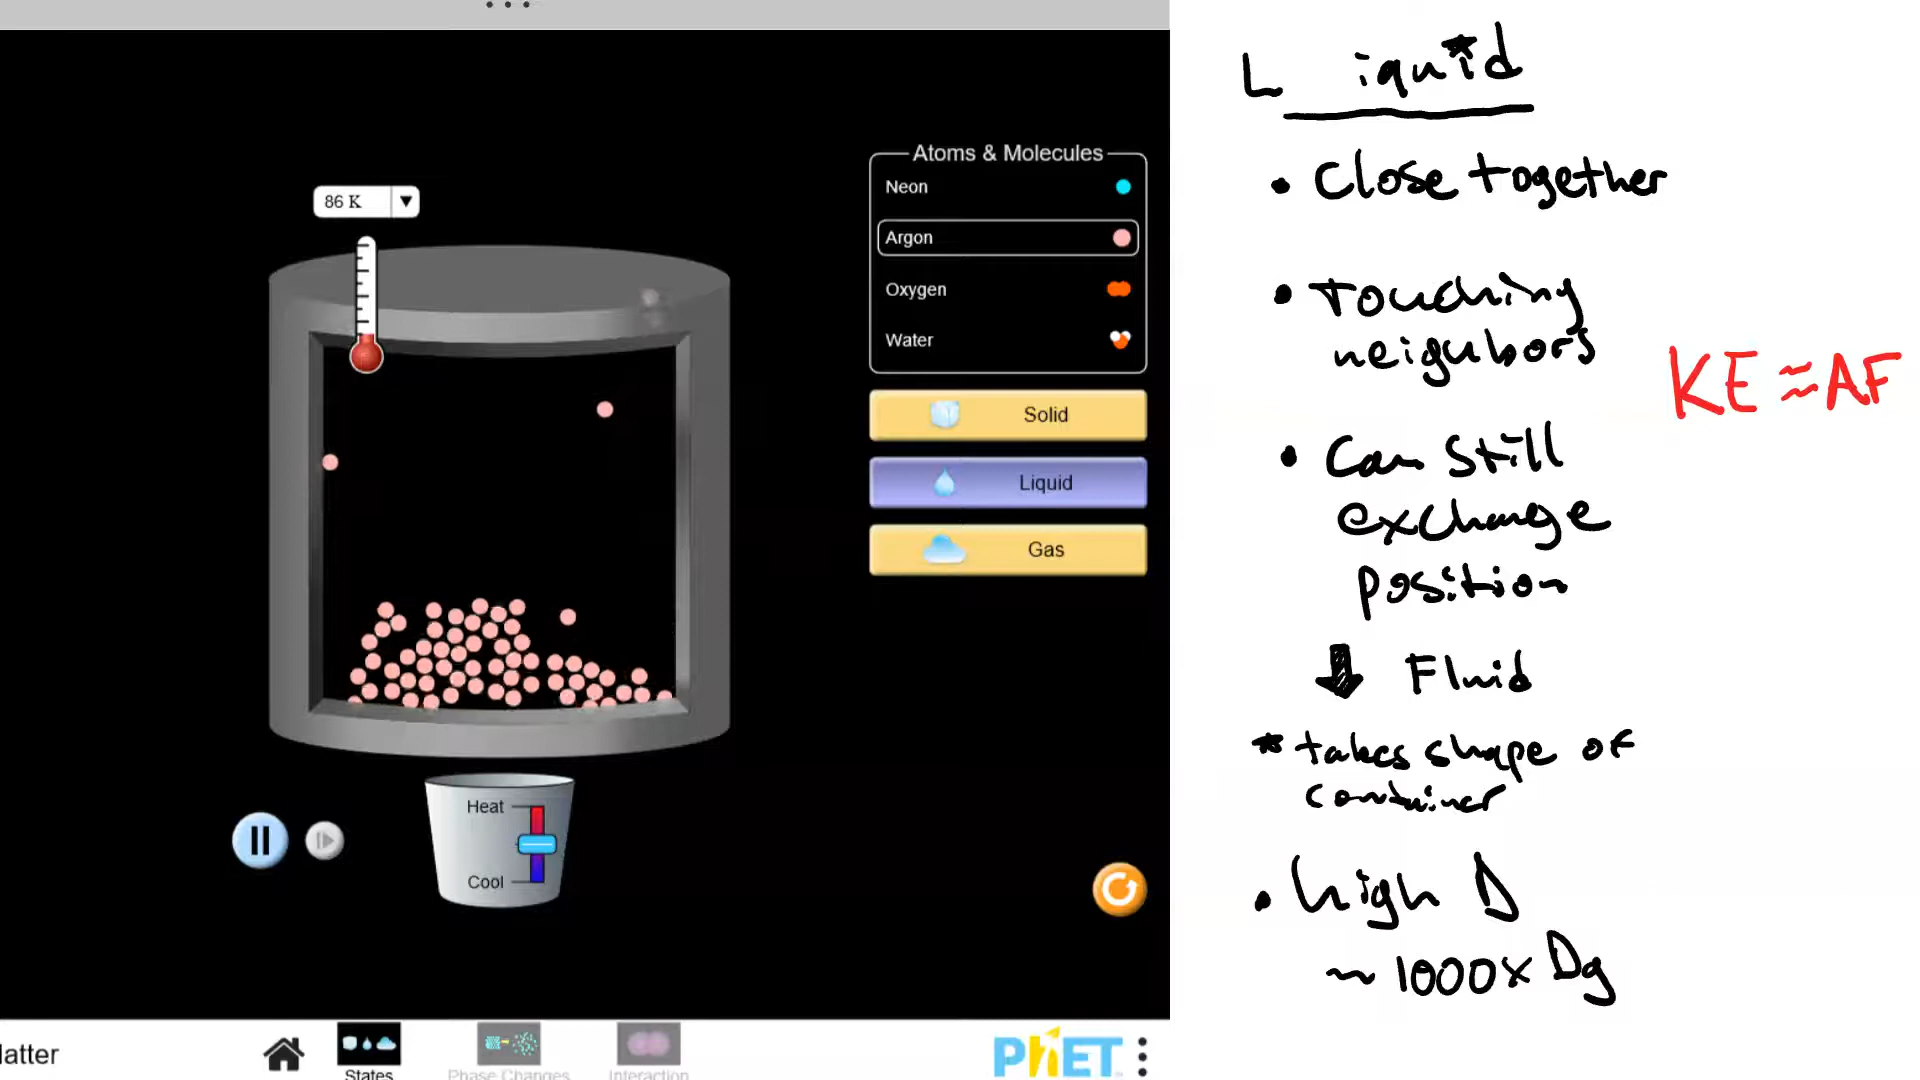 86 K
Atoms & Molecules
Neon
Argon
Oxygen
Water
Solid
Liquid
Gas
Heat
Cool
latter
States
Phase Changes
Interaction
PhET
Liquid
• Close together
• Touching
neighbors
KE ≈ AF
• Can still
exchange
position
↓ Fluid
* takes shape of
container
• high D
~ 1000x Dg